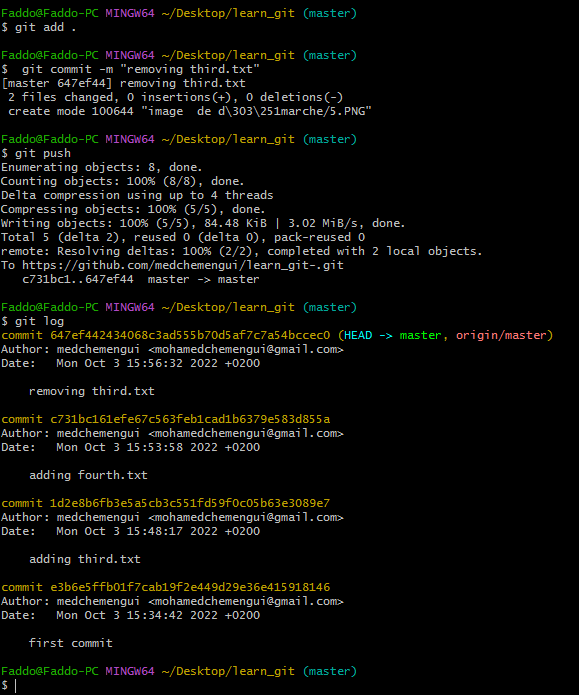 Faddo@Faddo-PC MINGW64 ~/Desktop/learn_git (master)
$ git add .
Faddo@Faddo-PC MINGW64 ~/Desktop/learn_git (master)
$  git commit -m "removing third.txt"
[master 647ef44] removing third.txt
 2 files changed, 0 insertions(+), 0 deletions(-)
 create mode 100644 "image  de d\303\251marche/5.PNG"
Faddo@Faddo-PC MINGW64 ~/Desktop/learn_git (master)
$ git push
Enumerating objects: 8, done.
Counting objects: 100% (8/8), done.
Delta compression using up to 4 threads
Compressing objects: 100% (5/5), done.
Writing objects: 100% (5/5), 84.48 KiB | 3.02 MiB/s, done.
Total 5 (delta 2), reused 0 (delta 0), pack-reused 0
remote: Resolving deltas: 100% (2/2), completed with 2 local objects.
To https://github.com/medchemengui/learn_git-.git
   c731bc1..647ef44  master -> master
Faddo@Faddo-PC MINGW64 ~/Desktop/learn_git (master)
$ git log
commit 647ef442434068c3ad555b70d5af7c7a54bccec0 (HEAD -> master, origin/master)
Author: medchemengui <mohamedchemengui@gmail.com>
Date:   Mon Oct 3 15:56:32 2022 +0200
    removing third.txt
commit c731bc161efe67c563feb1cad1b6379e583d855a
Author: medchemengui <mohamedchemengui@gmail.com>
Date:   Mon Oct 3 15:53:58 2022 +0200
    adding fourth.txt
commit 1d2e8b6fb3e5a5cb3c551fd59f0c05b63e3089e7
Author: medchemengui <mohamedchemengui@gmail.com>
Date:   Mon Oct 3 15:48:17 2022 +0200
    adding third.txt
commit e3b6e5ffb01f7cab19f2e449d29e36e415918146
Author: medchemengui <mohamedchemengui@gmail.com>
Date:   Mon Oct 3 15:34:42 2022 +0200
    first commit
Faddo@Faddo-PC MINGW64 ~/Desktop/learn_git (master)
$